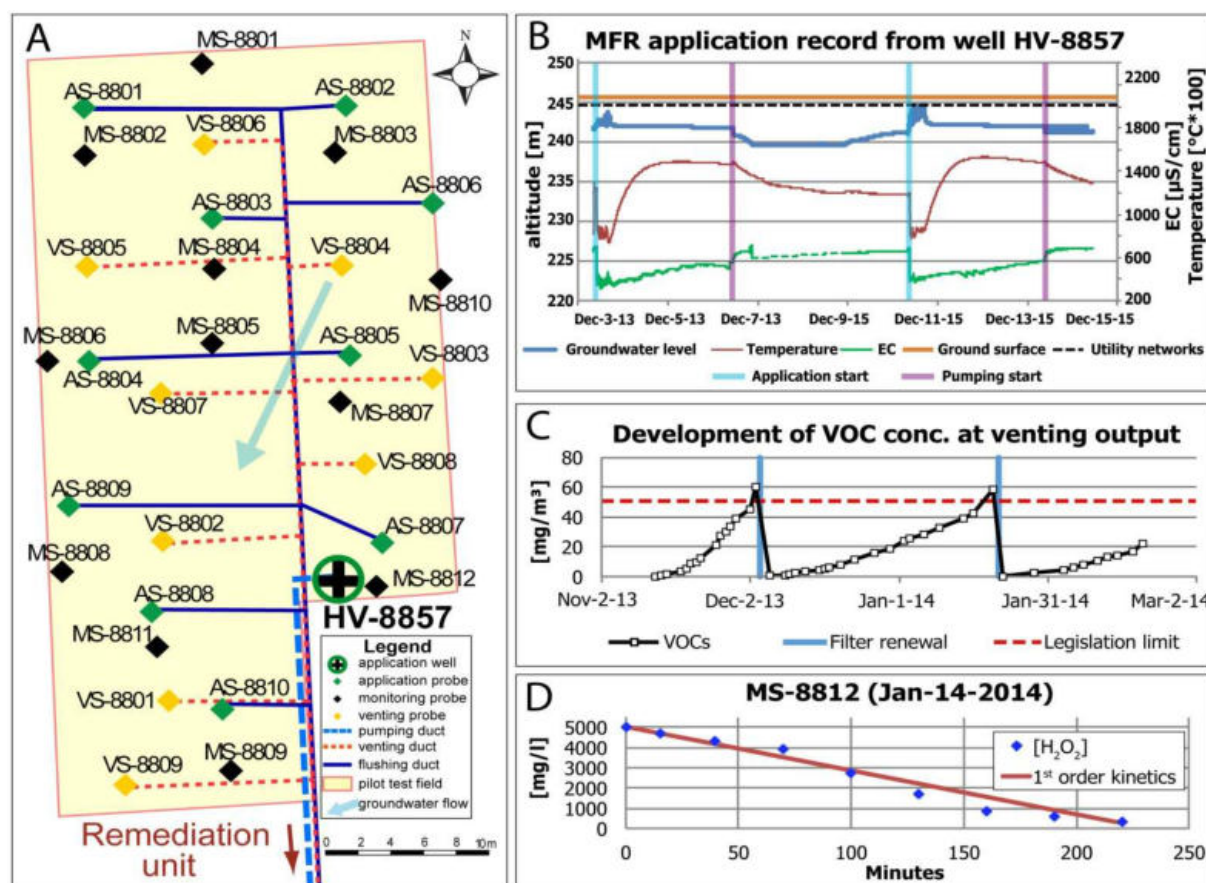 A
MS-8801
N
AS-8801
AS-8802
MS-8802
VS-8806
MS-8803
AS-8806
AS-8803
VS-8805
MS-8804
VS-8804
MS-8810
MS-8806
MS-8805
AS-8805
VS-8803
AS-8804
VS-8807
MS-8807
VS-8808
AS-8809
AS-8807
VS-8802
MS-8808
MS-8812
HV-8857
AS-8808
MS-8811
VS-8801
AS-8810
MS-8809
VS-8809
Legend
application well
application probe
monitoring probe
venting probe
pumping duct
venting duct
flushing duct
pilot test field
groundwater flow
0 2 4 6 8 10 m
Remediation
unit
B
MFR application record from well HV-8857
altitude [m]
250
245
240
235
230
225
220
2200
1800
1400
1000
600
200
EC [µS/cm]
Temperature [°C*100]
Dec-3-13 Dec-5-13 Dec-7-13 Dec-9-15 Dec-11-15 Dec-13-15 Dec-15-15
Groundwater level Temperature EC Ground surface Utility networks
Application start Pumping start
C
Development of VOC conc. at venting output
[mg/m³]
80
60
40
20
0
Nov-2-13 Dec-2-13 Jan-1-14 Jan-31-14 Mar-2-14
VOCs Filter renewal Legislation limit
D
MS-8812 (Jan-14-2014)
[mg/l]
5000
4000
3000
2000
1000
0
[H₂O₂]
1st order kinetics
0 50 100 150 200 250
Minutes